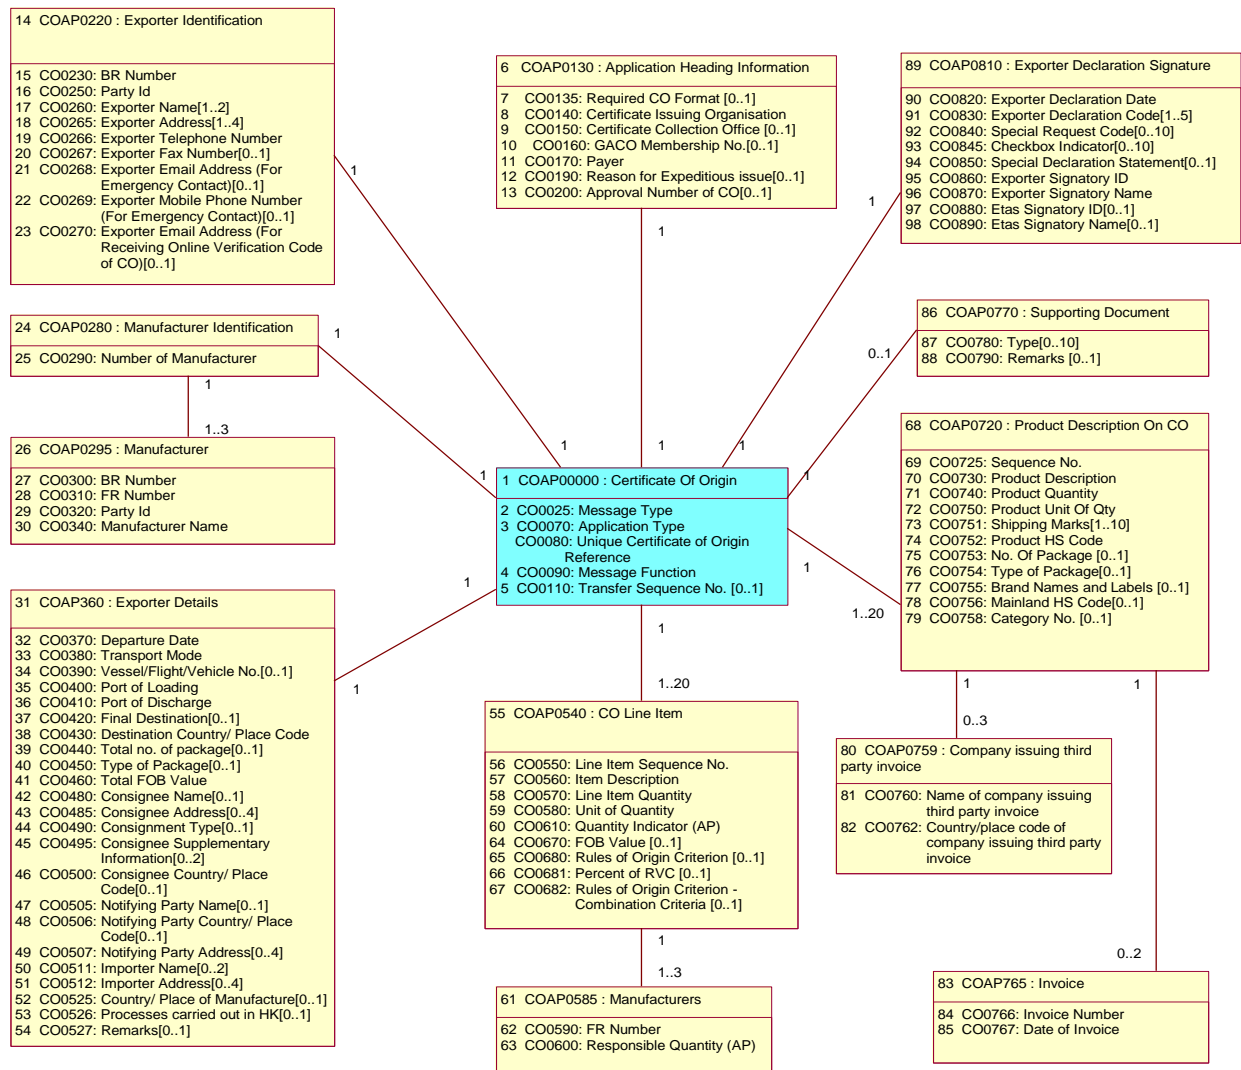 14 COAP0220 : Exporter Identification
15 CO0230: BR Number
16 CO0250: Party Id
17 CO0260: Exporter Name[1..2]
18 CO0265: Exporter Address[1..4]
19 CO0266: Exporter Telephone Number
20 CO0267: Exporter Fax Number[0..1]
21 CO0268: Exporter Email Address (For
Emergency Contact)[0..1]
22 CO0269: Exporter Mobile Phone Number
(For Emergency Contact)[0..1]
23 CO0270: Exporter Email Address (For
Receiving Online Verification Code
of CO)[0..1]
1
1
6 COAP0130 : Application Heading Information
7 CO0135: Required CO Format [0..1]
8 CO0140: Certificate Issuing Organisation
9 CO0150: Certificate Collection Office [0..1]
10 CO0160: GACO Membership No.[0..1]
11 CO0170: Payer
12 CO0190: Reason for Expeditious issue[0..1]
13 CO0200: Approval Number of CO[0..1]
1
1
89 COAP0810 : Exporter Declaration Signature
90 CO0820: Exporter Declaration Date
91 CO0830: Exporter Declaration Code[1..5]
92 CO0840: Special Request Code[0..10]
93 CO0845: Checkbox Indicator[0..10]
94 CO0850: Special Declaration Statement[0..1]
95 CO0860: Exporter Signatory ID
96 CO0870: Exporter Signatory Name
97 CO0880: Etas Signatory ID[0..1]
98 CO0890: Etas Signatory Name[0..1]
1
1
24 COAP0280 : Manufacturer Identification
25 CO0290: Number of Manufacturer
1
1
1
1..3
26 COAP0295 : Manufacturer
27 CO0300: BR Number
28 CO0310: FR Number
29 CO0320: Party Id
30 CO0340: Manufacturer Name
86 COAP0770 : Supporting Document
87 CO0780: Type[0..10]
88 CO0790: Remarks [0..1]
0..1
1
1 COAP00000 : Certificate Of Origin
2 CO0025: Message Type
3 CO0070: Application Type
CO0080: Unique Certificate of Origin
Reference
4 CO0090: Message Function
5 CO0110: Transfer Sequence No. [0..1]
68 COAP0720 : Product Description On CO
69 CO0725: Sequence No.
70 CO0730: Product Description
71 CO0740: Product Quantity
72 CO0750: Product Unit Of Qty
73 CO0751: Shipping Marks[1..10]
74 CO0752: Product HS Code
75 CO0753: No. Of Package [0..1]
76 CO0754: Type of Package[0..1]
77 CO0755: Brand Names and Labels [0..1]
78 CO0756: Mainland HS Code[0..1]
79 CO0758: Category No. [0..1]
1
1..20
31 COAP360 : Exporter Details
32 CO0370: Departure Date
33 CO0380: Transport Mode
34 CO0390: Vessel/Flight/Vehicle No.[0..1]
35 CO0400: Port of Loading
36 CO0410: Port of Discharge
37 CO0420: Final Destination[0..1]
38 CO0430: Destination Country/ Place Code
39 CO0440: Total no. of package[0..1]
40 CO0450: Type of Package[0..1]
41 CO0460: Total FOB Value
42 CO0480: Consignee Name[0..1]
43 CO0485: Consignee Address[0..4]
44 CO0490: Consignment Type[0..1]
45 CO0495: Consignee Supplementary
Information[0..2]
46 CO0500: Consignee Country/ Place
Code[0..1]
47 CO0505: Notifying Party Name[0..1]
48 CO0506: Notifying Party Country/ Place
Code[0..1]
49 CO0507: Notifying Party Address[0..4]
50 CO0511: Importer Name[0..2]
51 CO0512: Importer Address[0..4]
52 CO0525: Country/ Place of Manufacture[0..1]
53 CO0526: Processes carried out in HK[0..1]
54 CO0527: Remarks[0..1]
1
1
1
1..20
55 COAP0540 : CO Line Item
56 CO0550: Line Item Sequence No.
57 CO0560: Item Description
58 CO0570: Line Item Quantity
59 CO0580: Unit of Quantity
60 CO0610: Quantity Indicator (AP)
64 CO0670: FOB Value [0..1]
65 CO0680: Rules of Origin Criterion [0..1]
66 CO0681: Percent of RVC [0..1]
67 CO0682: Rules of Origin Criterion -
Combination Criteria [0..1]
1
1..3
61 COAP0585 : Manufacturers
62 CO0590: FR Number
63 CO0600: Responsible Quantity (AP)
1
0..3
80 COAP0759 : Company issuing third
party invoice
81 CO0760: Name of company issuing
third party invoice
82 CO0762: Country/place code of
company issuing third party
invoice
1
0..2
83 COAP765 : Invoice
84 CO0766: Invoice Number
85 CO0767: Date of Invoice